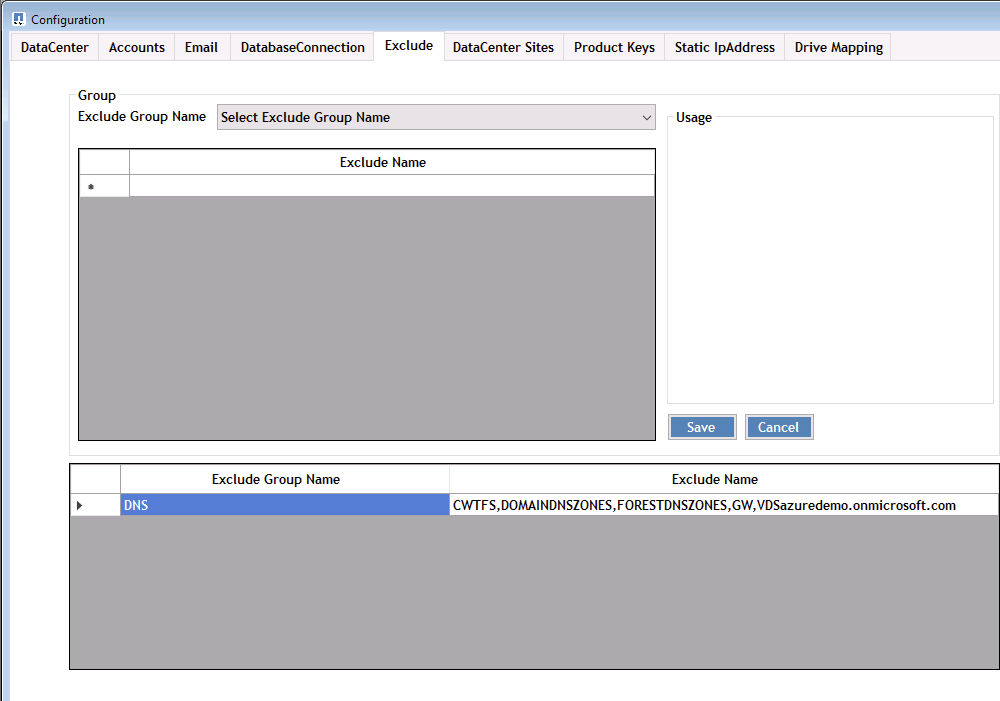 Configuration
DataCenter Accounts Email DatabaseConnection Exclude DataCenter Sites Product Keys Static IpAddress Drive Mapping
Group
Exclude Group Name Select Exclude Group Name
Usage
Exclude Name
*
Save Cancel
Exclude Group Name Exclude Name
DNS CWTFS,DOMAINDNSZONES,FORESTDNSZONES,GW,VDSazuredemo.onmicrosoft.com